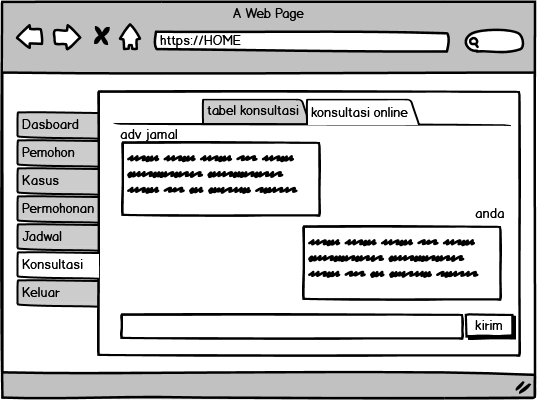 A Web Page
https://HOME
tabel konsultasi
konsultasi online
adv jamal
Dasboard
Pemohon
Kasus
Permohonan
Jadwal
Konsultasi
Keluar
anda
kirim